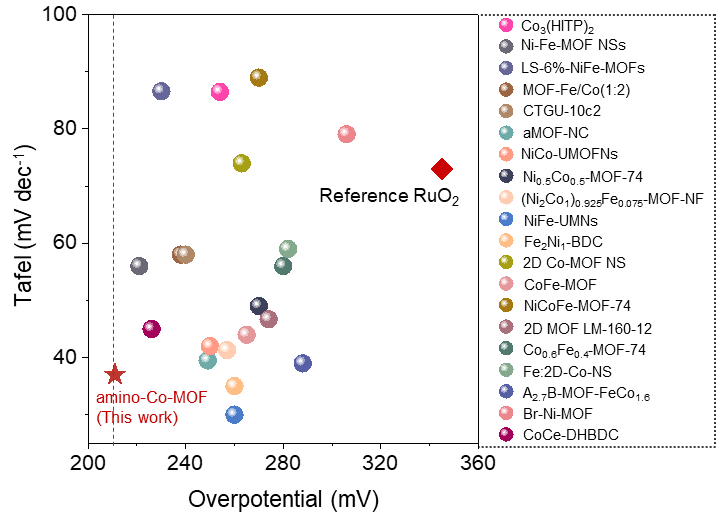 100
80
60
40
200
240
280
320
360
Tafel (mV dec⁻¹)
Overpotential (mV)
Reference RuO₂
amino-Co-MOF
(This work)
Co₃(HITP)₂
Ni-Fe-MOF NSs
LS-6%-NiFe-MOFs
MOF-Fe/Co(1:2)
CTGU-10c2
aMOF-NC
NiCo-UMOFNs
Ni₀.₅Co₀.₅-MOF-74
(Ni₂Co₁)₀.₉₂₅Fe₀.₀₇₅-MOF-NF
NiFe-UMNs
Fe₂Ni₁-BDC
2D Co-MOF NS
CoFe-MOF
NiCoFe-MOF-74
2D MOF LM-160-12
Co₀.₆Fe₀.₄-MOF-74
Fe:2D-Co-NS
A₂.₇B-MOF-FeCo₁.₆
Br-Ni-MOF
CoCe-DHBDC